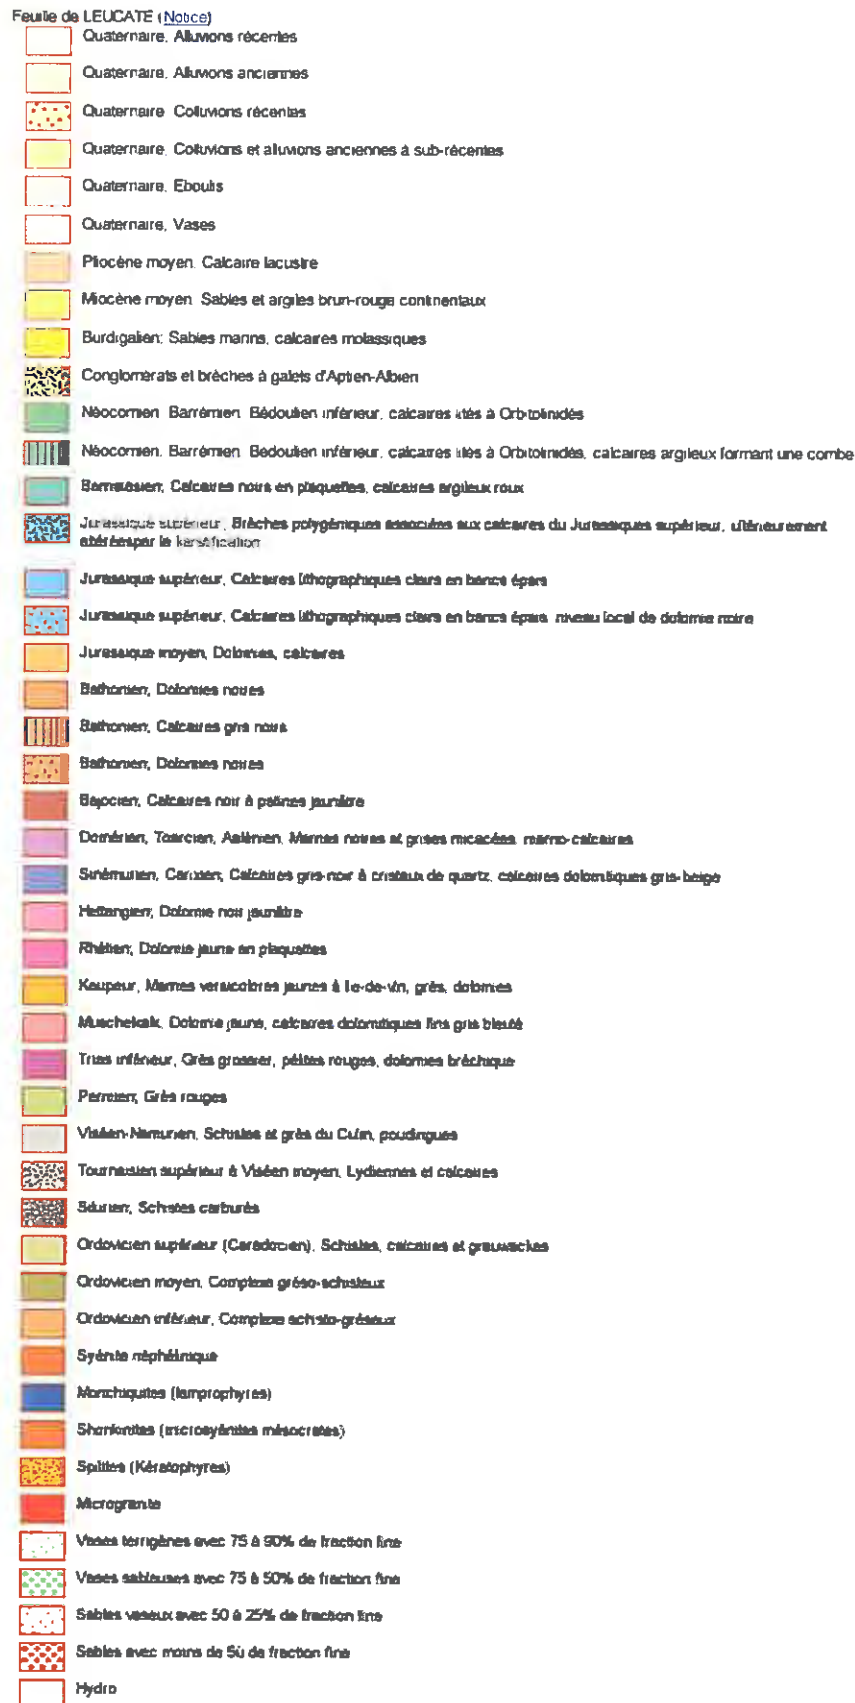 Feuille de LEUCATE (Notice)
Quaternaire, Alluvions récentes
Quaternaire, Alluvions anciennes
Quaternaire, Colluvions récentes
Quaternaire, Colluvions et alluvions anciennes à sub-récentes
Quaternaire, Eboulis
Quaternaire, Vases
Pliocène moyen, Calcaire lacustre
Miocène moyen, Sables et argiles brun-rouge continentaux
Burdigalien; Sables marins, calcaires molassiques
Conglomérats et brèches à galets d'Aptien-Albien
Néocomien, Barrémien, Bédoulien inférieur, calcaires lités à Orbitolinidés
Néocomien, Barrémien, Bédoulien inférieur, calcaires lités à Orbitolinidés, calcaires argileux formant une combe
Berriasien, Calcaires noirs en plaquettes, calcaires argileux roux
Jurassique supérieur, Brèches polygéniques associées aux calcaires du Jurassiques supérieur, ultérieurement
altérées par la karstification
Jurassique supérieur, Calcaires lithographiques clairs en bancs épais
Jurassique supérieur, Calcaires lithographiques clairs en bancs épais, niveau local de dolomie noire
Jurassique moyen, Dolomies, calcaires
Bathonien, Dolomies noires
Bathonien, Calcaires gris noirs
Bathonien, Dolomies noires
Bajocien, Calcaires noir à patines jaunâtre
Domérien, Toarcien, Aalénien, Marnes noires et grises micacées, marno-calcaires
Sinémurien, Carixien, Calcaires gris-noir à cristaux de quartz, calcaires dolomitiques gris-beige
Hettangien, Dolomie noir jaunâtre
Rhétien, Dolomie jaune en plaquettes
Keupeur, Marnes versicolores jaunes à lie-de-vin, grès, dolomies
Muschelkalk, Dolomie jaune, calcaires dolomitiques fins gris bleuté
Trias inférieur, Grès grossier, pélites rouges, dolomies bréchique
Permien, Grès rouges
Viséen-Namurien, Schistes et grès du Culm, poudingues
Tournaisien supérieur à Viséen moyen, Lydiennes et calcaires
Silurien, Schistes carburés
Ordovicien supérieur (Caradocien), Schistes, calcaires et grauwackes
Ordovicien moyen, Complexe gréso-schisteux
Ordovicien inférieur, Complexe schisto-gréseux
Syénite néphélinique
Monchiquites (lamprophyres)
Shonkinites (microsyénites mésocrates)
Spilites (Kératophyres)
Microgranite
Vases terrigènes avec 75 à 90% de fraction fine
Vases sableuses avec 75 à 50% de fraction fine
Sables vaseux avec 50 à 25% de fraction fine
Sables avec moins de 5ù de fraction fine
Hydro